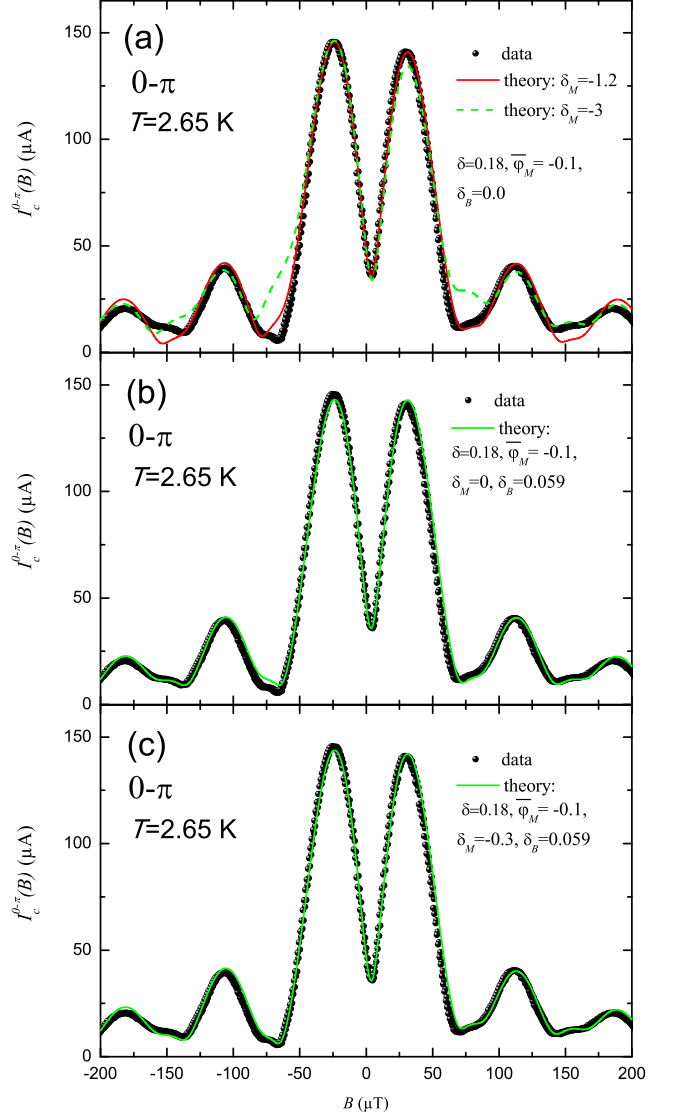 (a)
0-π
T=2.65 K
data
theory: δM=-1.2
theory: δM=-3
δ=0.18, φ̅M= -0.1,
δB=0.0
150
100
50
0
Ic0-π(B) (μA)
(b)
0-π
T=2.65 K
data
theory:
δ=0.18, φ̅M= -0.1,
δM=0, δB=0.059
150
100
50
0
Ic0-π(B) (μA)
(c)
0-π
T=2.65 K
data
theory:
δ=0.18, φ̅M= -0.1,
δM=-0.3, δB=0.059
150
100
50
0
Ic0-π(B) (μA)
-200 -150 -100 -50 0 50 100 150 200
B (μT)